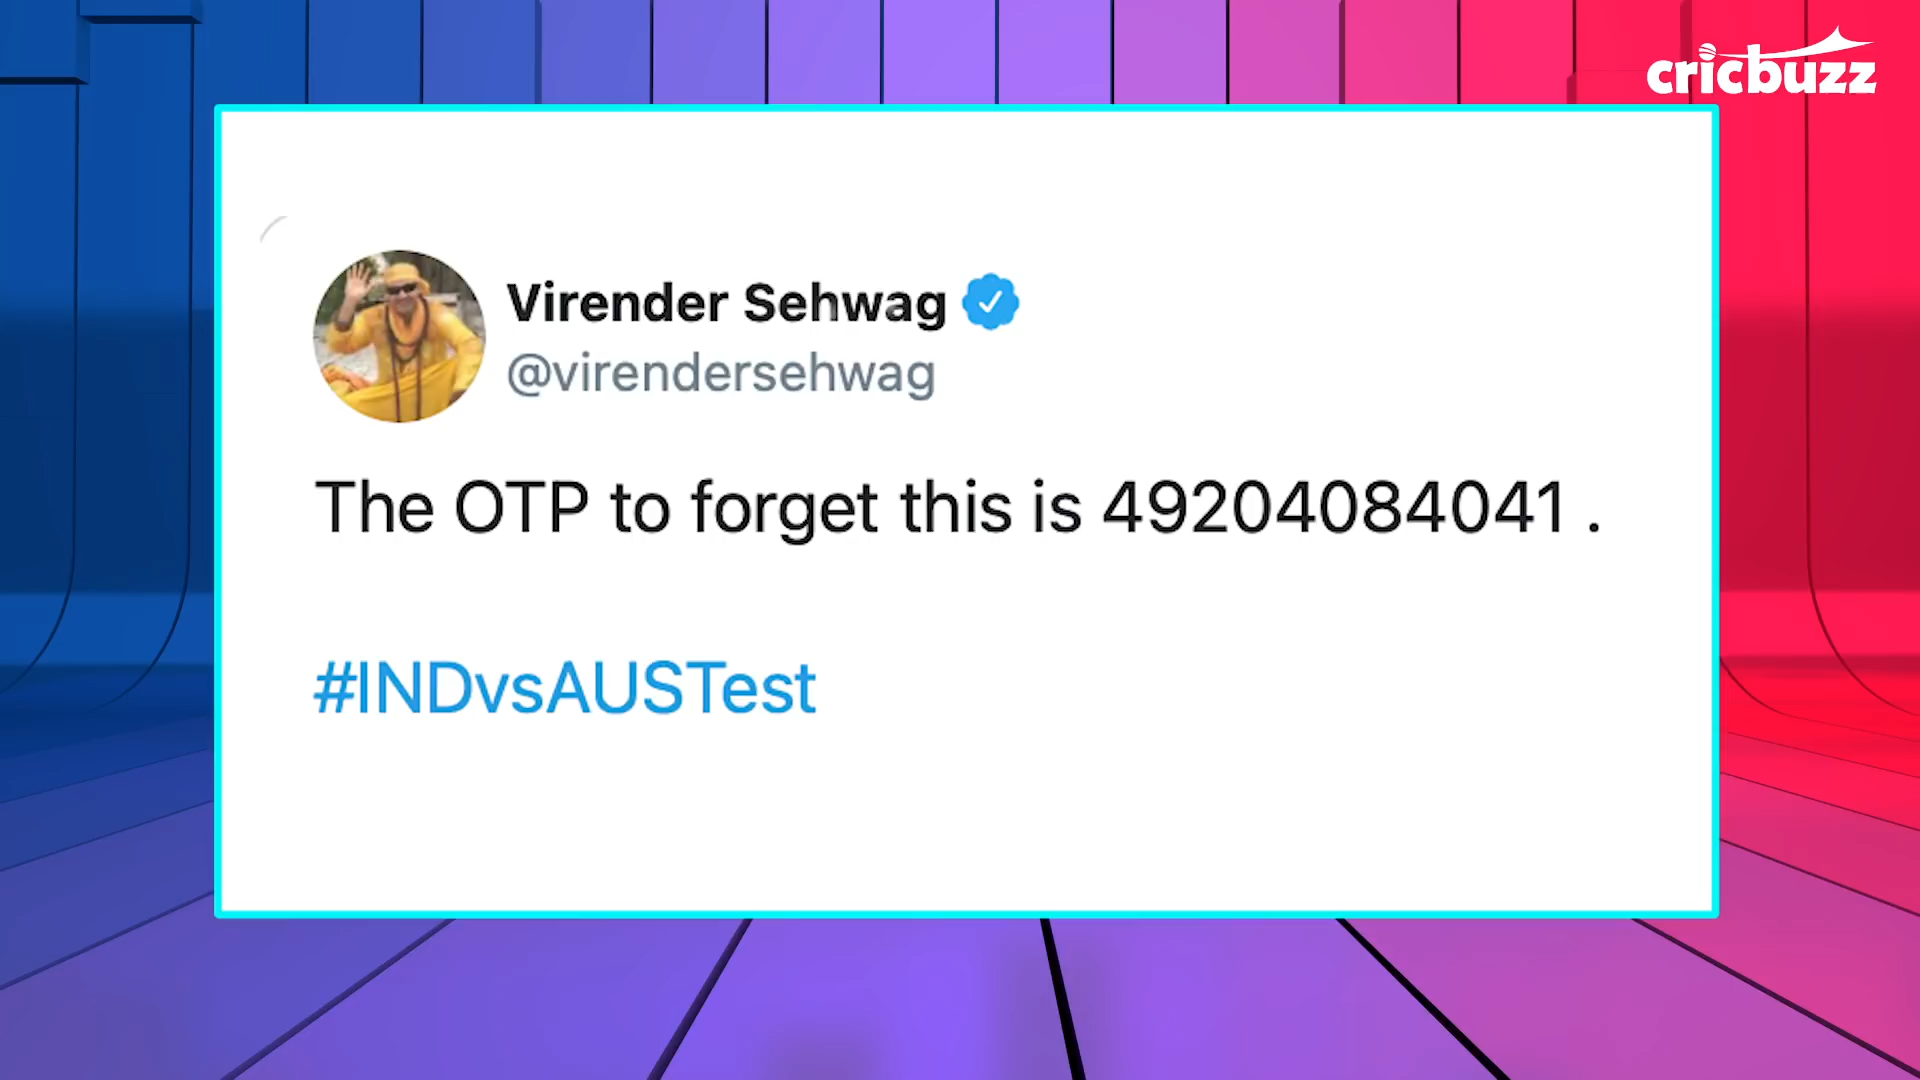 cricbuzz
Virender Sehwag
@virendersehwag
The OTP to forget this is 49204084041 .
#INDvsAUSTest